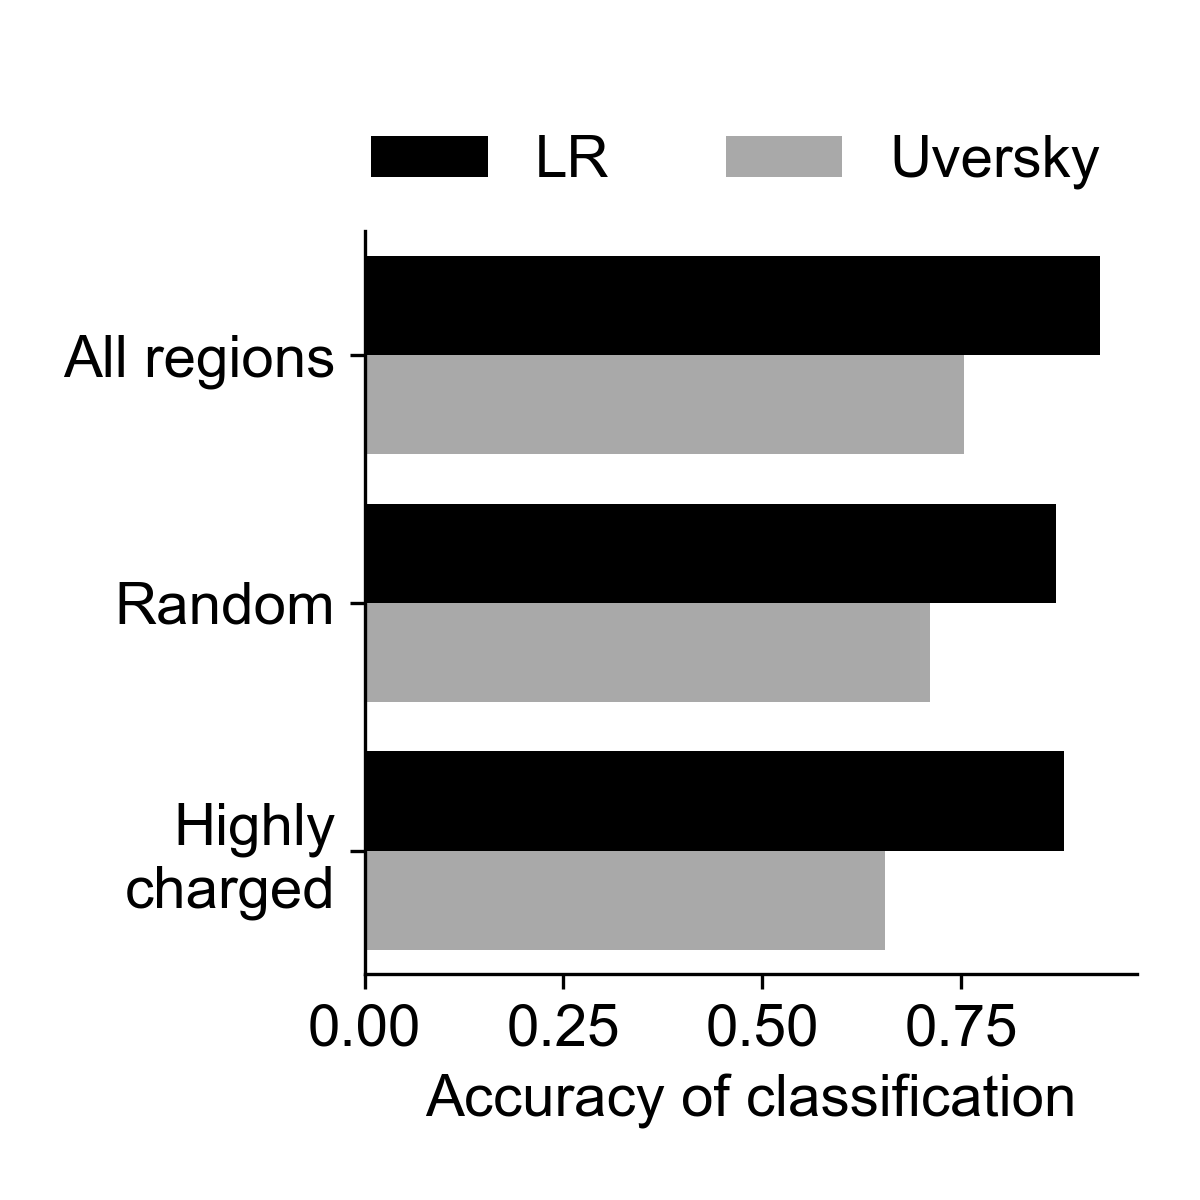 LR Uversky
All regions
Random
Highly
charged
0.00 0.25 0.50 0.75
Accuracy of classification